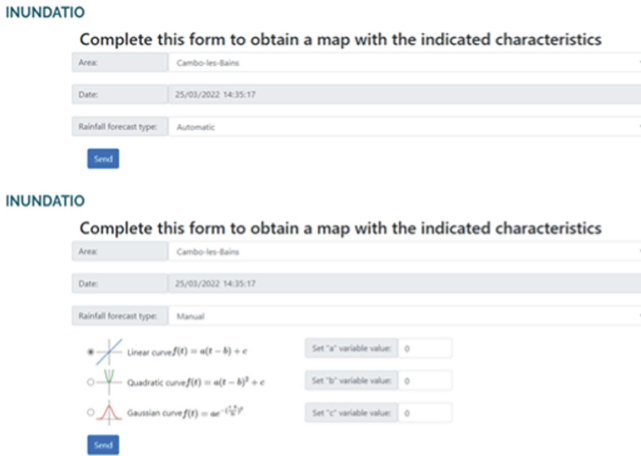 INUNDATIO
Complete this form to obtain a map with the indicated characteristics
Area: Cambo-les-Bains
Date: 25/03/2022 14:35:17
Rainfall forecast type: Automatic
Send
INUNDATIO
Complete this form to obtain a map with the indicated characteristics
Area: Cambo-les-Bains
Date: 25/03/2022 14:35:17
Rainfall forecast type: Manual
Linear curve f(t) = a(t − b) + c Set "a" variable value: 0
Quadratic curve f(t) = a(t − b)² + c Set "b" variable value: 0
Gaussian curve f(t) = Set "c" variable value: 0
Send